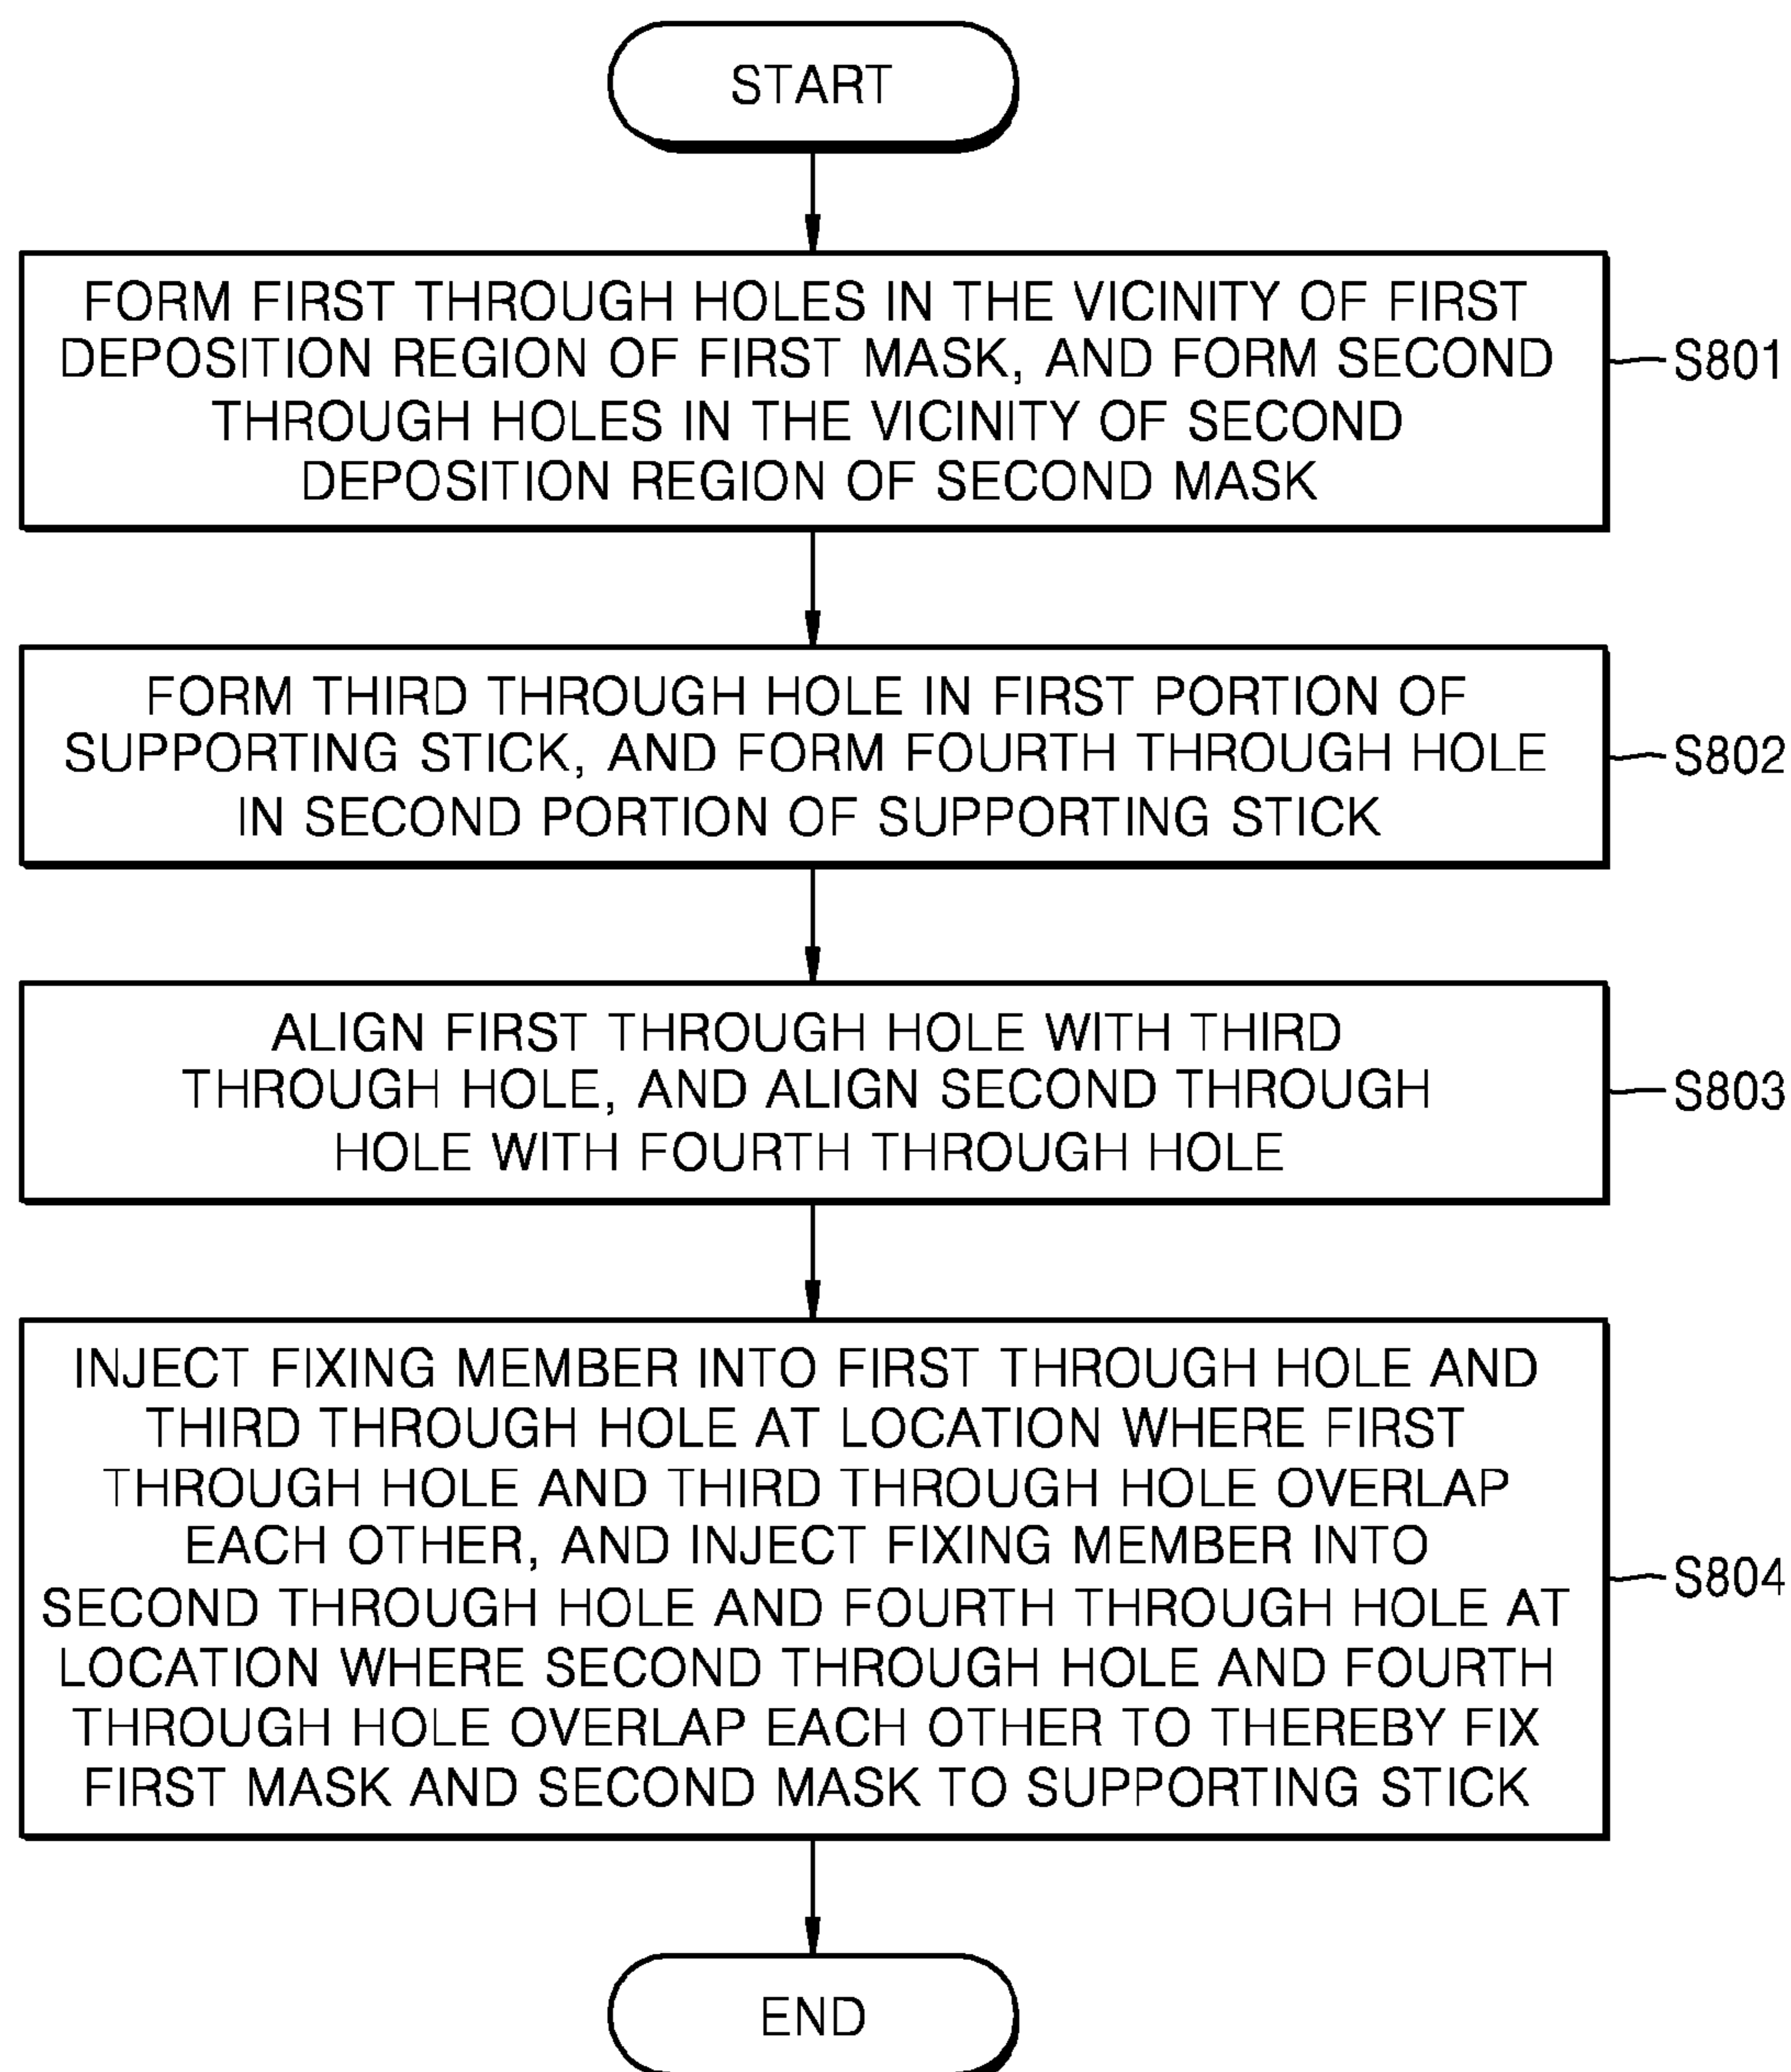 START
FORM FIRST THROUGH HOLES IN THE VICINITY OF FIRST
DEPOSITION REGION OF FIRST MASK, AND FORM SECOND
THROUGH HOLES IN THE VICINITY OF SECOND
DEPOSITION REGION OF SECOND MASK
S801
FORM THIRD THROUGH HOLE IN FIRST PORTION OF
SUPPORTING STICK, AND FORM FOURTH THROUGH HOLE
IN SECOND PORTION OF SUPPORTING STICK
S802
ALIGN FIRST THROUGH HOLE WITH THIRD
THROUGH HOLE, AND ALIGN SECOND THROUGH
HOLE WITH FOURTH THROUGH HOLE
S803
INJECT FIXING MEMBER INTO FIRST THROUGH HOLE AND
THIRD THROUGH HOLE AT LOCATION WHERE FIRST
THROUGH HOLE AND THIRD THROUGH HOLE OVERLAP
EACH OTHER, AND INJECT FIXING MEMBER INTO
SECOND THROUGH HOLE AND FOURTH THROUGH HOLE AT
LOCATION WHERE SECOND THROUGH HOLE AND FOURTH
THROUGH HOLE OVERLAP EACH OTHER TO THEREBY FIX
FIRST MASK AND SECOND MASK TO SUPPORTING STICK
S804
END